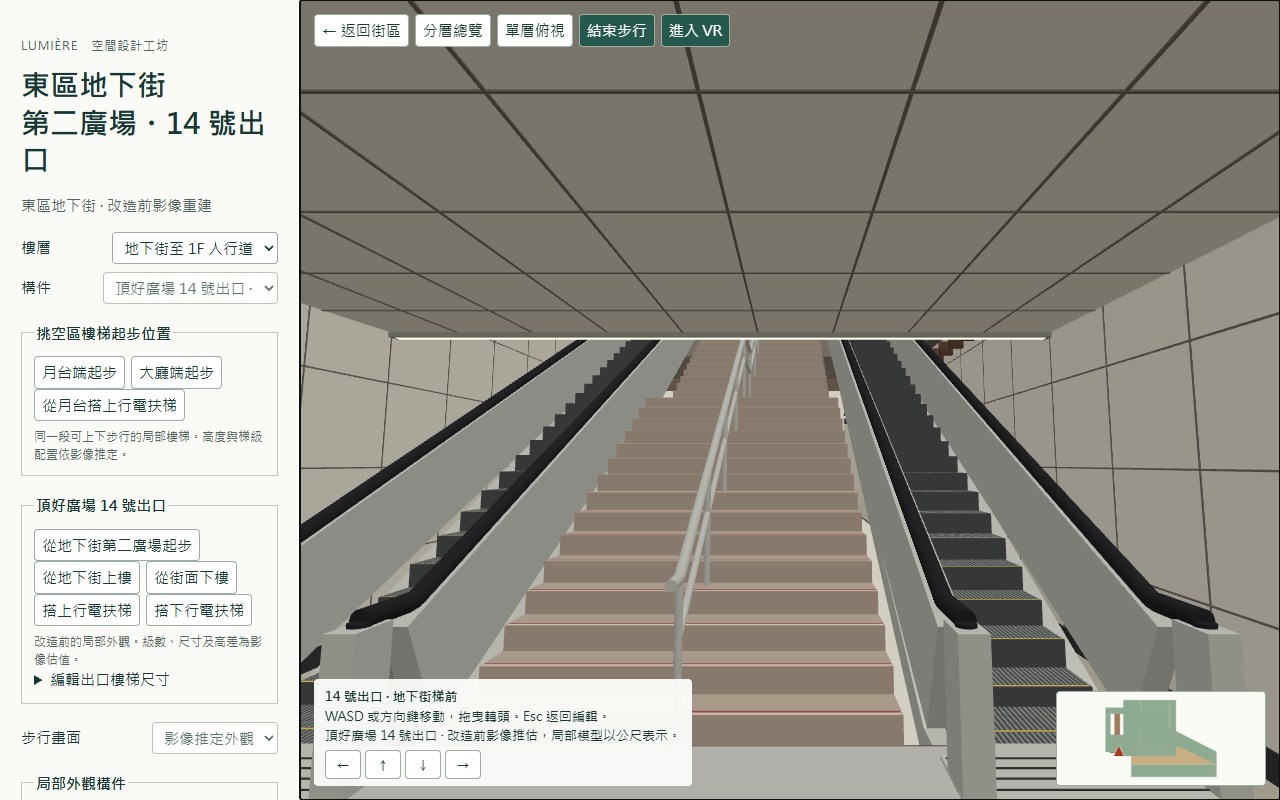 LUMIÈRE 空間設計工坊
東區地下街
第二廣場・14 號出
口
東區地下街・改造前影像重建
樓層
地下街至 1F 人行道
構件
頂好廣場 14 號出口・
挑空區樓梯起步位置
月台端起步
大廳端起步
從月台搭上行電扶梯
同一段可上下步行的局部樓梯。高度與梯級
配置依影像推定。
頂好廣場 14 號出口
從地下街第二廣場起步
從地下街上樓
從街面下樓
搭上行電扶梯
搭下行電扶梯
改造前的局部外觀。級數、尺寸及高差為影
像估值。
▶ 編輯出口樓梯尺寸
步行畫面
影像推定外觀
局部外觀構件
← 返回街區
分層總覽
單層俯視
結束步行
進入 VR
14 號出口・地下街梯前
WASD 或方向鍵移動，拖曳轉頭。Esc 返回編輯。
頂好廣場 14 號出口・改造前影像推估，局部模型以公尺表示。
← ↑ ↓ →